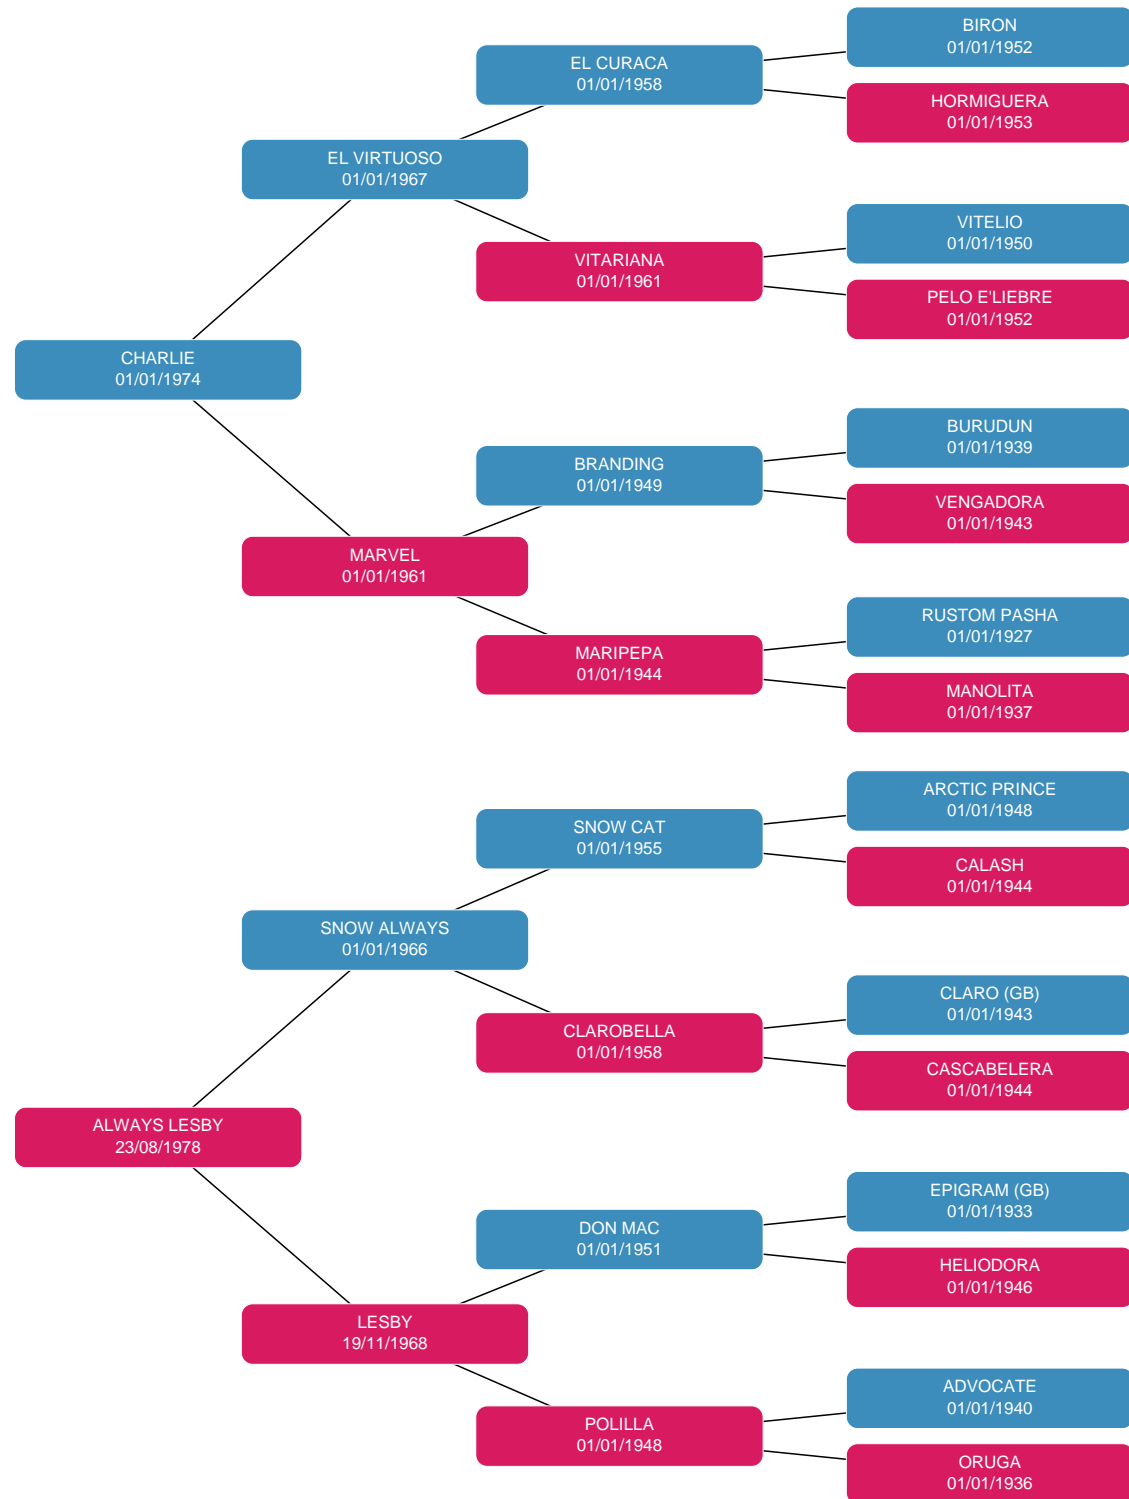 BIRON
01/01/1952
EL CURACA
01/01/1958
HORMIGUERA
01/01/1953
EL VIRTUOSO
01/01/1967
VITELIO
01/01/1950
VITARIANA
01/01/1961
PELO E'LIEBRE
01/01/1952
CHARLIE
01/01/1974
BURUDUN
01/01/1939
BRANDING
01/01/1949
VENGADORA
01/01/1943
MARVEL
01/01/1961
RUSTOM PASHA
01/01/1927
MARIPEPA
01/01/1944
MANOLITA
01/01/1937
ARCTIC PRINCE
01/01/1948
SNOW CAT
01/01/1955
CALASH
01/01/1944
SNOW ALWAYS
01/01/1966
CLARO (GB)
01/01/1943
CLAROBELLA
01/01/1958
CASCABELERA
01/01/1944
ALWAYS LESBY
23/08/1978
EPIGRAM (GB)
01/01/1933
DON MAC
01/01/1951
HELIODORA
01/01/1946
LESBY
19/11/1968
ADVOCATE
01/01/1940
POLILLA
01/01/1948
ORUGA
01/01/1936